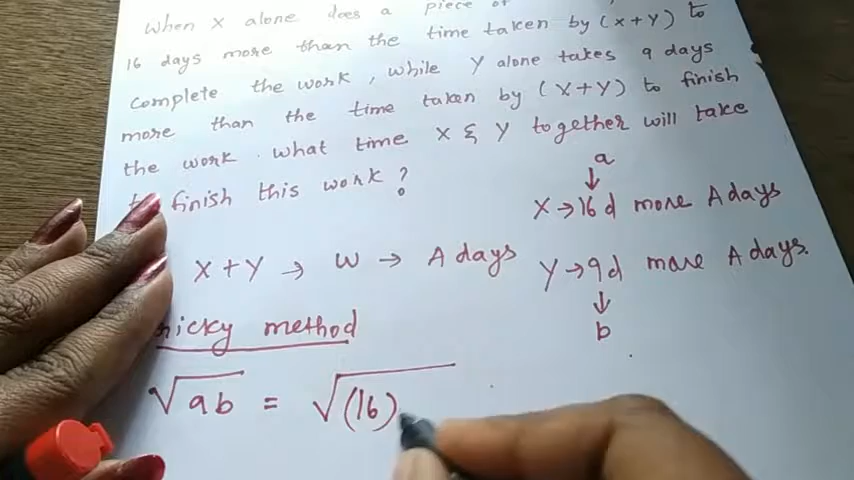 When X alone does a piece of
16 days more than the time taken by (X+Y) to
complete the work, while Y alone takes 9 days
more than the time taken by (X+Y) to finish
the work. what time X & Y together will take
finish this work ?
a
X → 16 d more A days
X+Y → W → A days
Y → 9d more A days.
b
method
√ab = √(16)